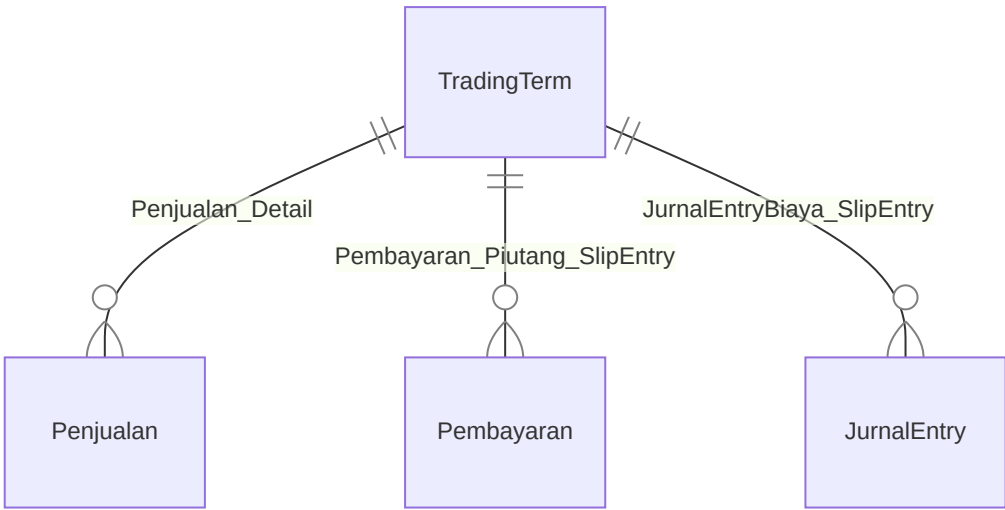 TradingTerm
Penjualan_Detail
JurnalEntryBiaya_SlipEntry
Pembayaran_Piutang_SlipEntry
Penjualan
Pembayaran
JurnalEntry